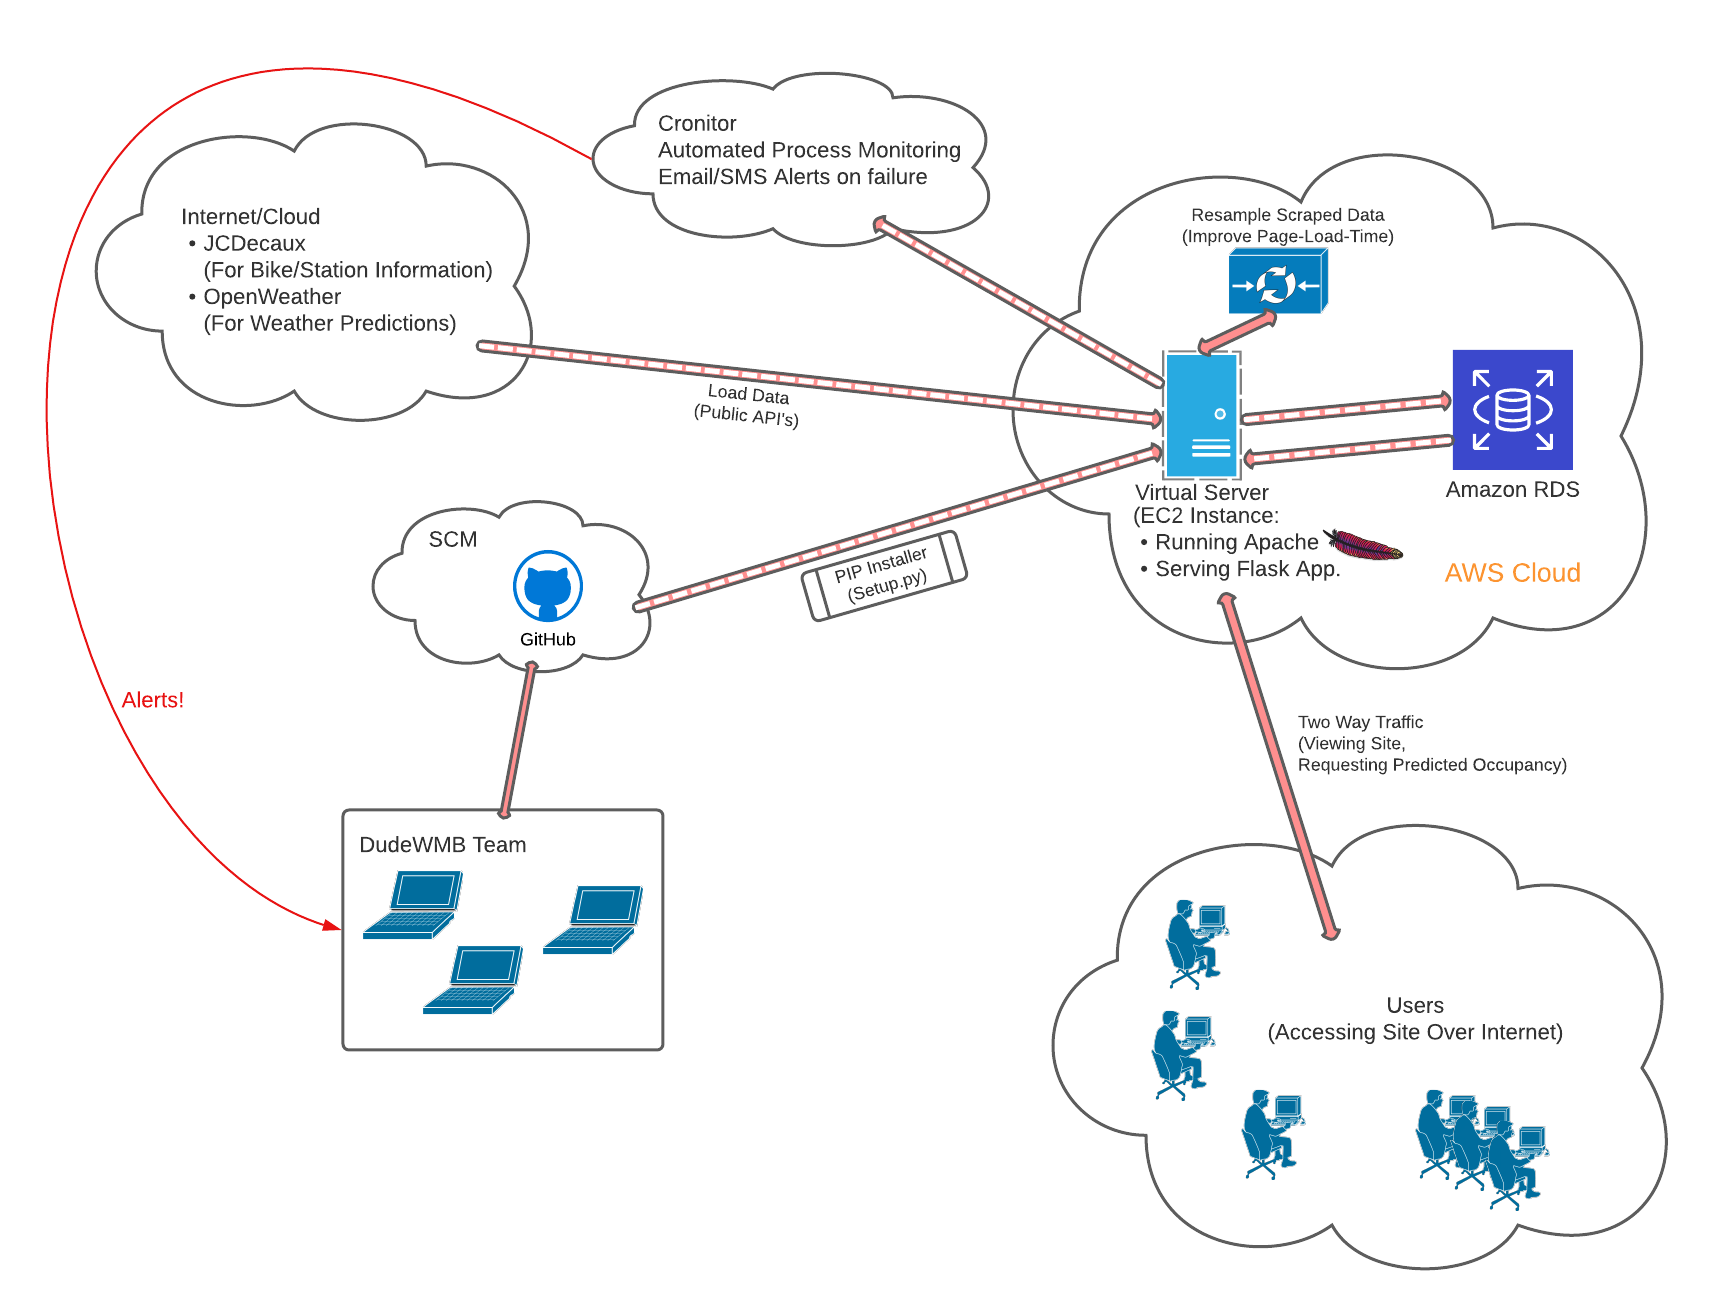 Cronitor
Automated Process Monitoring
Email/SMS Alerts on failure
Internet/Cloud
• JCDecaux
(For Bike/Station Information)
• OpenWeather
(For Weather Predictions)
Resample Scraped Data
(Improve Page-Load-Time)
Load Data
(Public API's)
Virtual Server
(EC2 Instance:
• Running Apache
• Serving Flask App.
Amazon RDS
AWS Cloud
SCM
GitHub
PIP Installer
(Setup.py)
Alerts!
Two Way Traffic
(Viewing Site,
Requesting Predicted Occupancy)
DudeWMB Team
Users
(Accessing Site Over Internet)